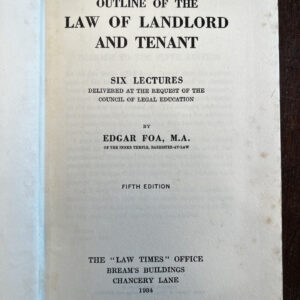 OUTLINE OF THE
LAW OF LANDLORD
AND TENANT
SIX LECTURES
DELIVERED AT THE REQUEST OF THE
COUNCIL OF LEGAL EDUCATION
BY
EDGAR FOA, M.A.
OF THE INNER TEMPLE, BARRISTER-AT-LAW
FIFTH EDITION
THE "LAW TIMES" OFFICE
BREAM'S BUILDINGS
CHANCERY LANE
1934